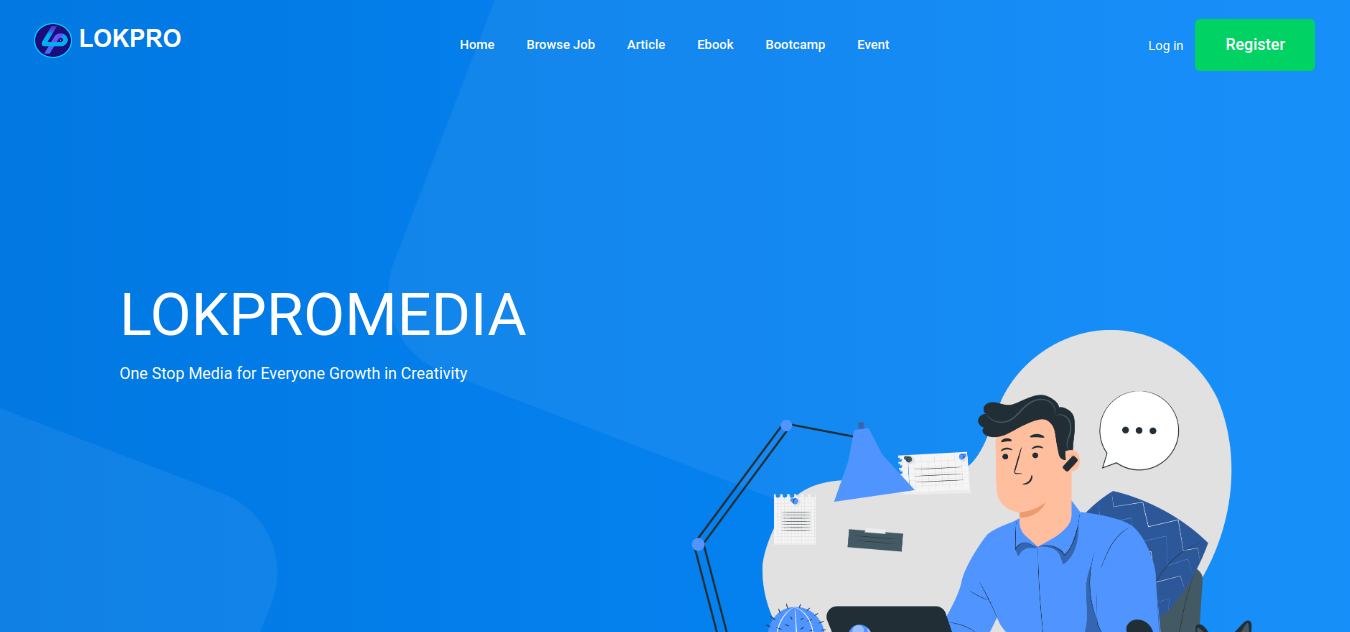 LOKPRO
Home Browse Job Article Ebook Bootcamp Event
Log in
Register
LOKPROMEDIA
One Stop Media for Everyone Growth in Creativity